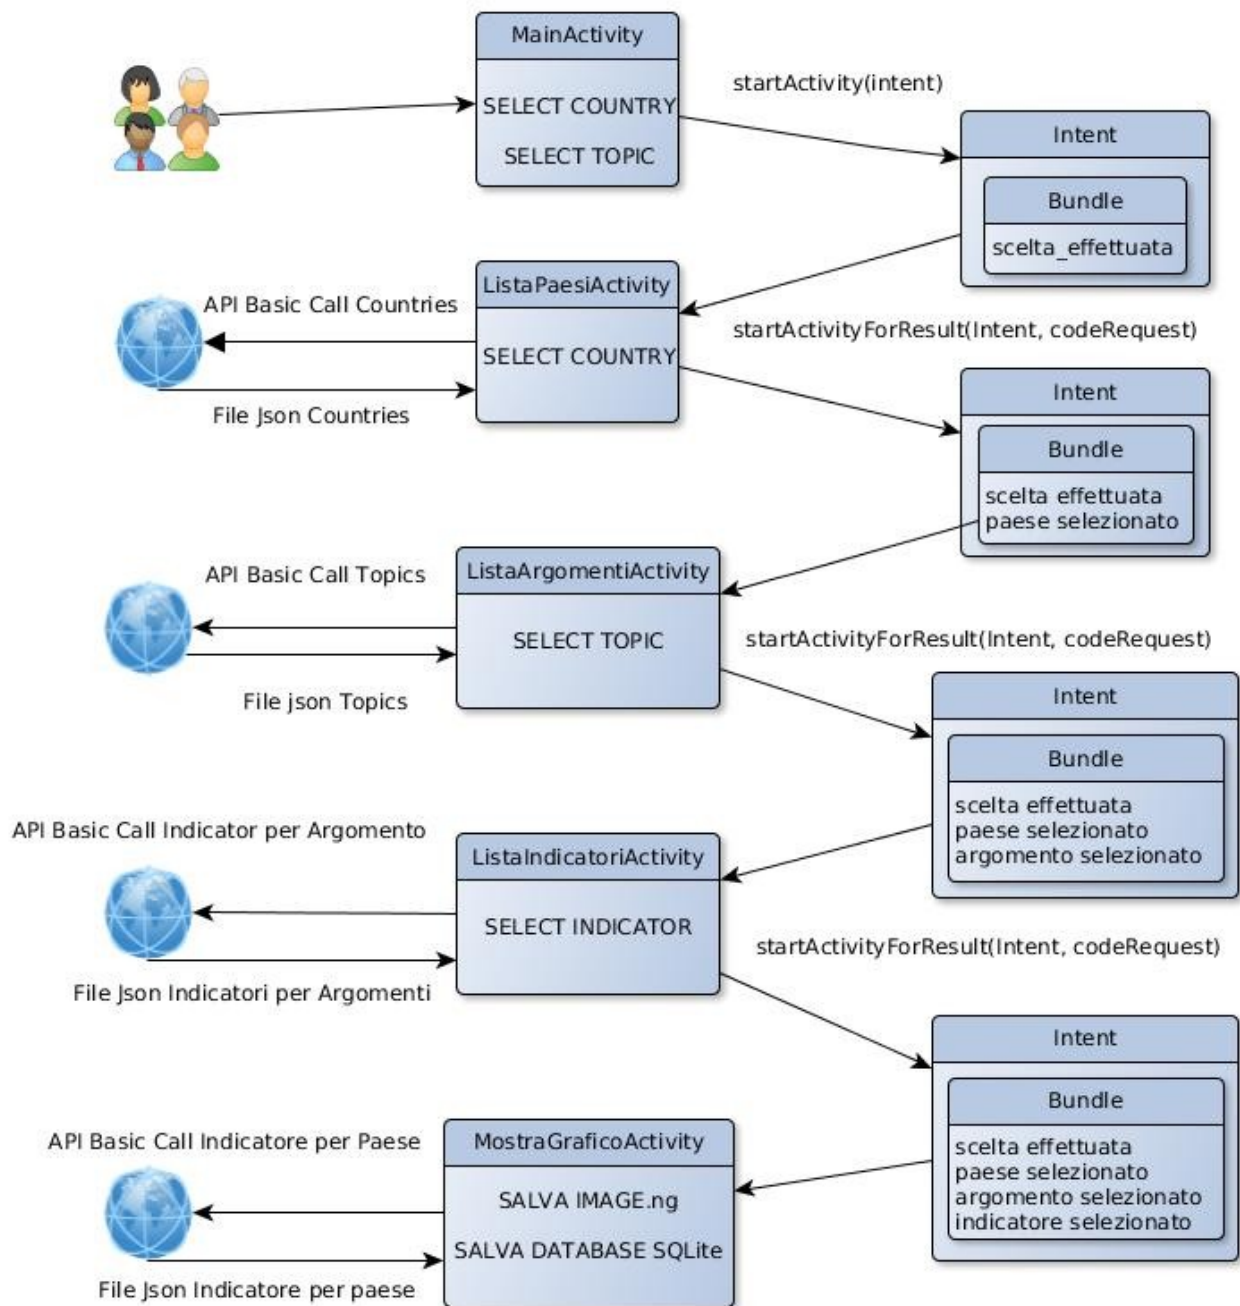 MainActivity
SELECT COUNTRY
SELECT TOPIC
startActivity(intent)
Intent
Bundle
scelta_effettuata
ListaPaesiActivity
SELECT COUNTRY
API Basic Call Countries
File Json Countries
startActivityForResult(Intent, codeRequest)
Intent
Bundle
scelta effettuata
paese selezionato
ListaArgomentiActivity
SELECT TOPIC
API Basic Call Topics
File json Topics
startActivityForResult(Intent, codeRequest)
Intent
Bundle
scelta effettuata
paese selezionato
argomento selezionato
API Basic Call Indicator per Argomento
ListaIndicatoriActivity
SELECT INDICATOR
File Json Indicatori per Argomenti
startActivityForResult(Intent, codeRequest)
Intent
Bundle
scelta effettuata
paese selezionato
argomento selezionato
indicatore selezionato
API Basic Call Indicatore per Paese
MostraGraficoActivity
SALVA IMAGE.ng
SALVA DATABASE SQLite
File Json Indicatore per paese